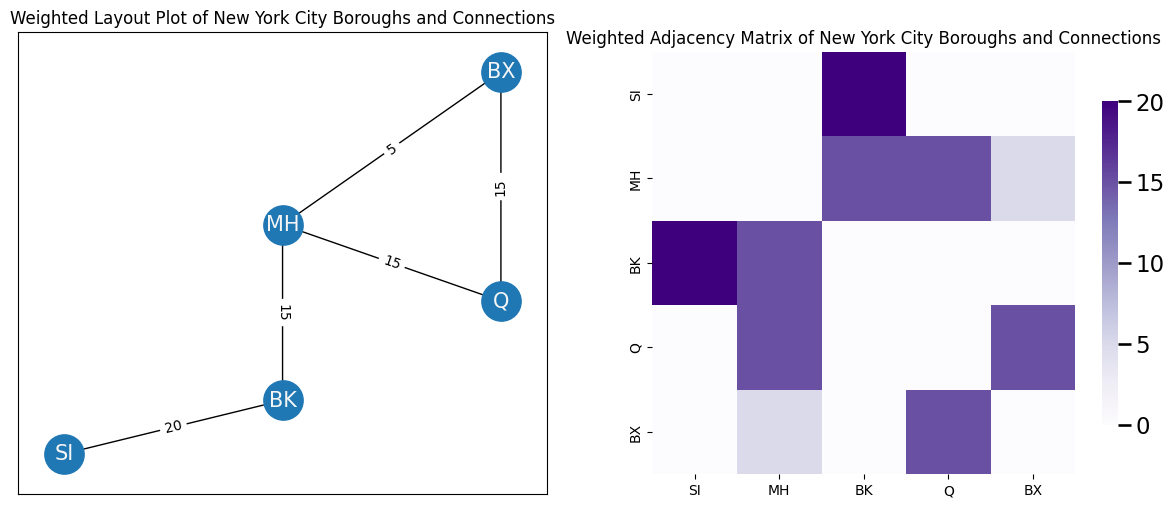 Weighted Layout Plot of New York City Boroughs and Connections
BX
5
15
MH
15
Q
15
BK
20
SI
Weighted Adjacency Matrix of New York City Boroughs and Connections
SI
MH
BK
Q
BX
SI MH BK Q BX
20
15
10
5
0